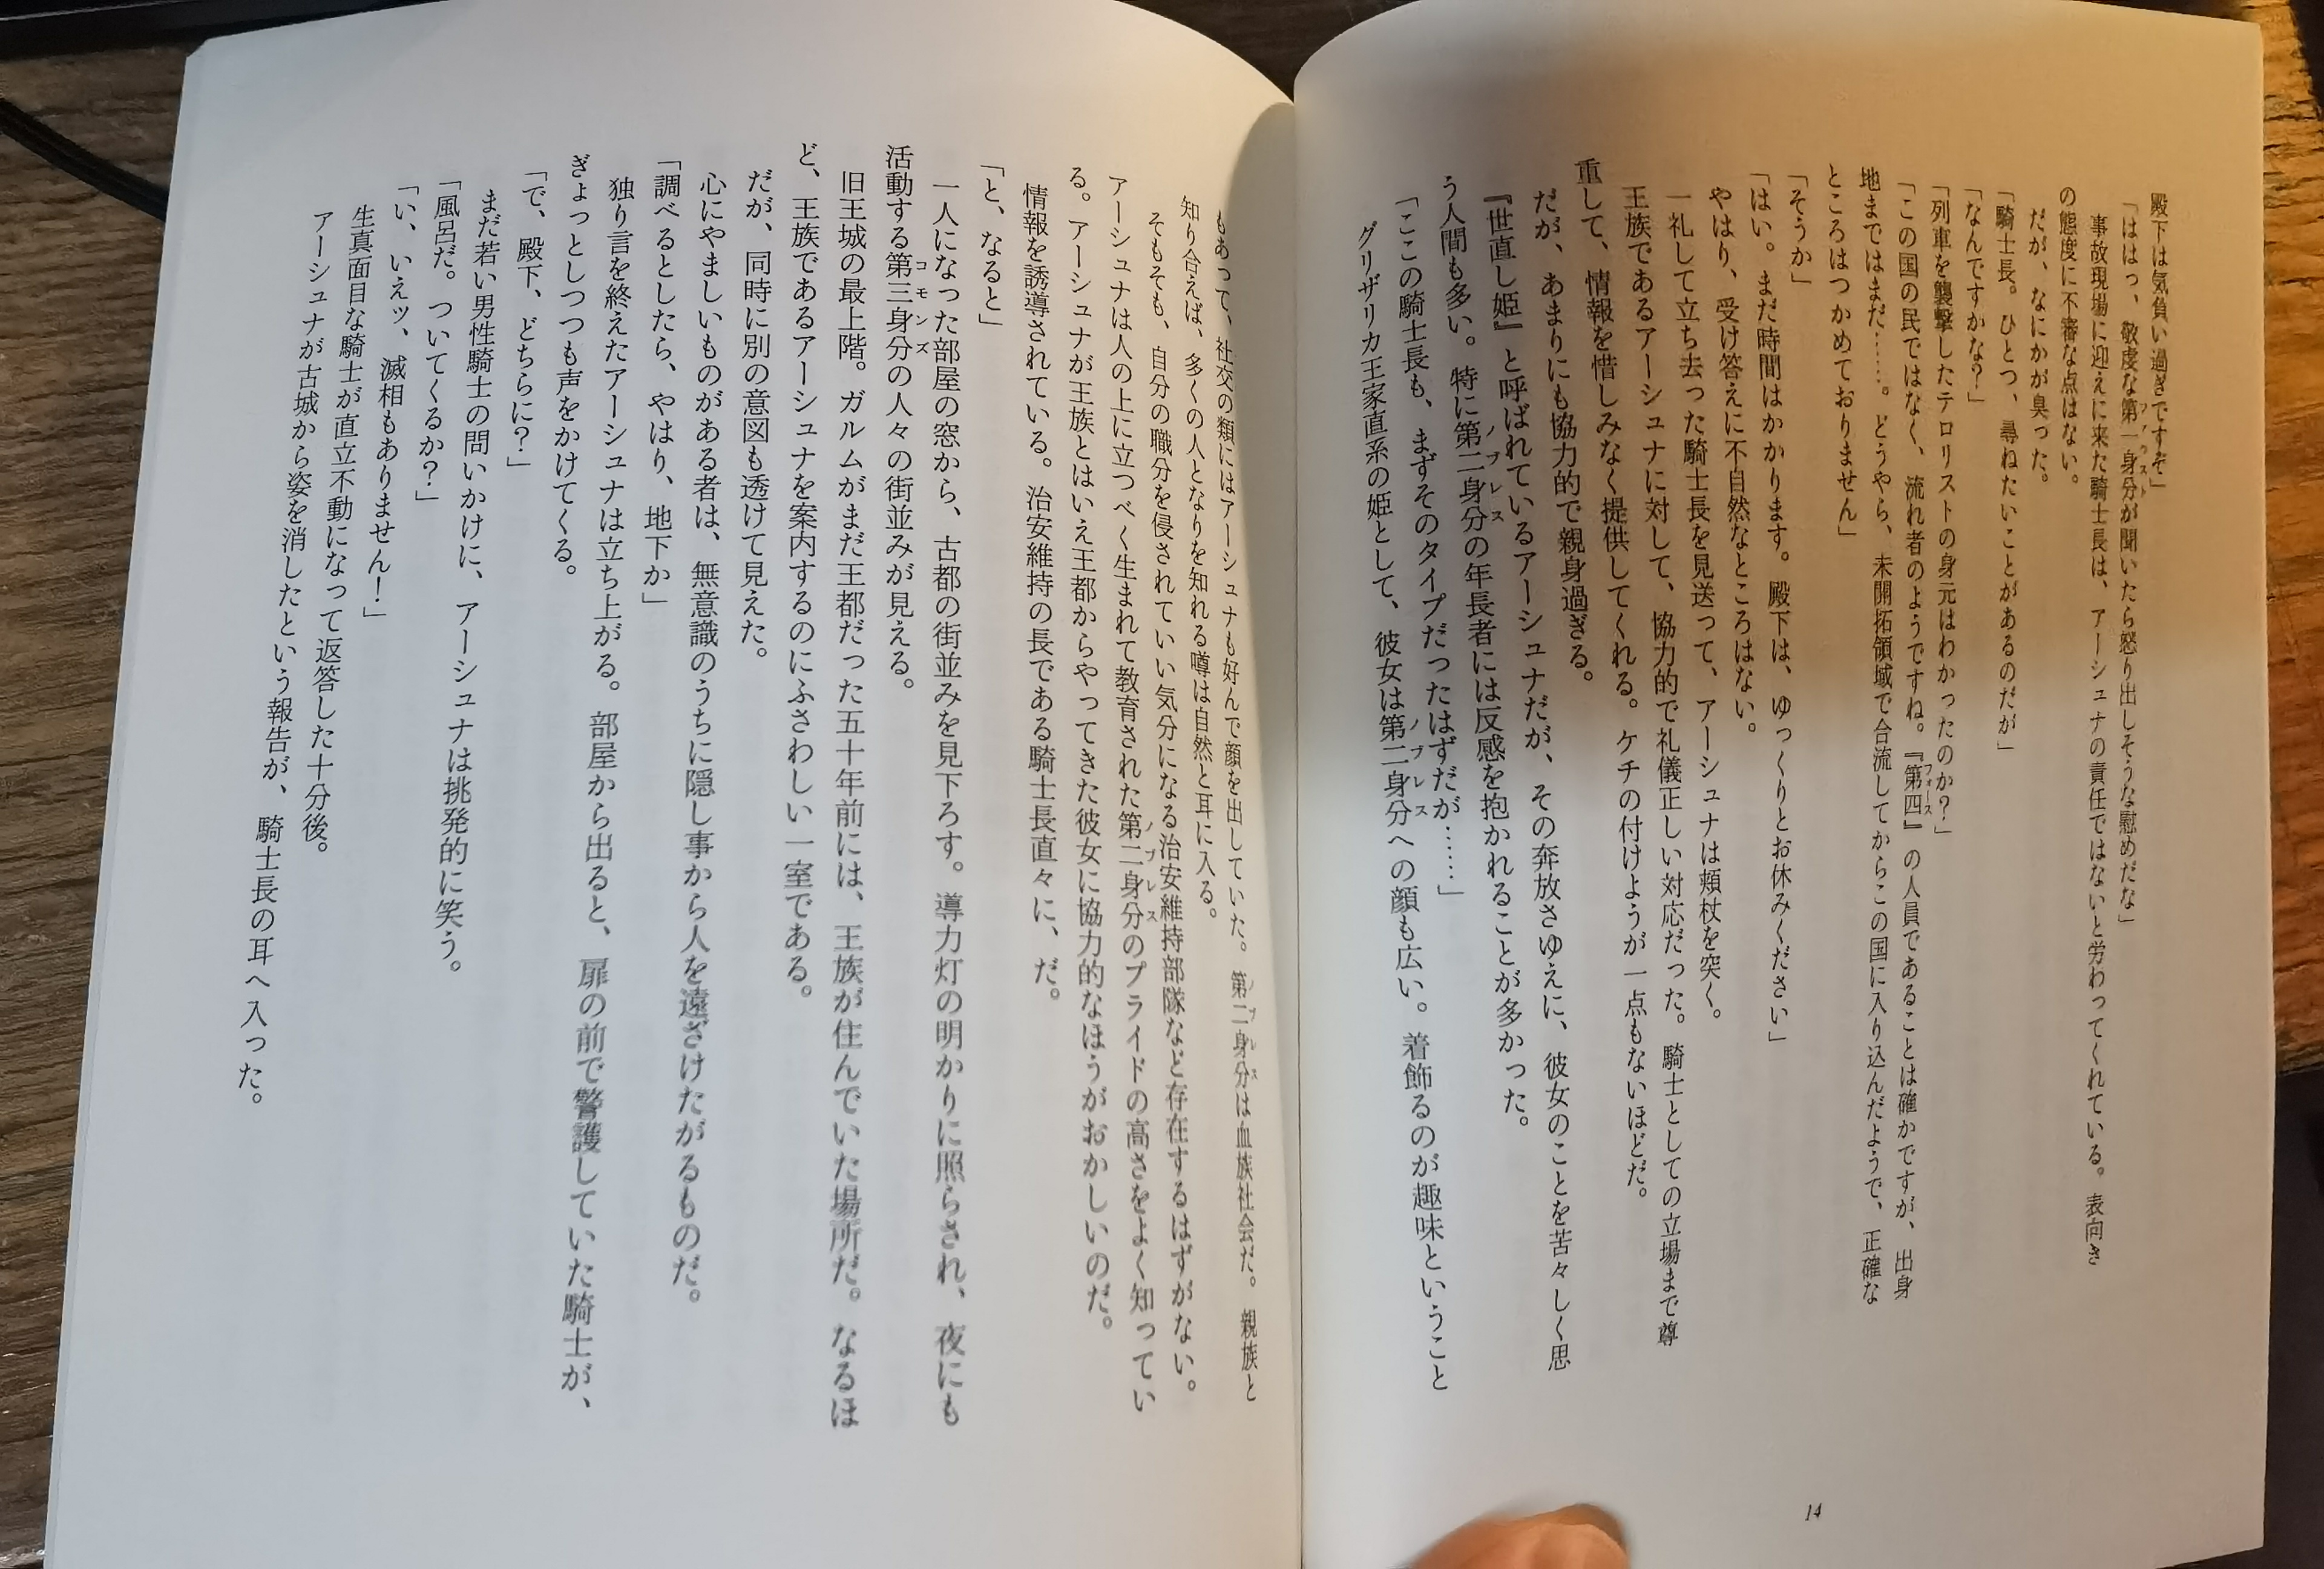 殿下は気負い過ぎですぞ」
「ははっ、敬虔な第一身分が聞いたら怒り出しそうな慰めだな」
事故現場に迎えに来た騎士長は、アーシュナの責任ではないと労わってくれている。表向き
の態度に不審な点はない。
だが、なにかが臭った。
「騎士長。ひとつ、尋ねたいことがあるのだが」
「なんですかな?」
「列車を襲撃したテロリストの身元はわかったのか?」
「この国の民ではなく、流れ者のようですね。『第四』の人員であることは確かですが、出身
フォース
地まではまだ……。どうやら、未開拓領域で合流してからこの国に入り込んだようで、正確な
ところはつかめておりません」
「そうか」
「はい。まだ時間はかかります。殿下は、ゆっくりとお休みください」
やはり、受け答えに不自然なところはない。
一礼して立ち去った騎士長を見送って、アーシュナは頬杖を突く。
王族であるアーシュナに対して、協力的で礼儀正しい対応だった。騎士としての立場まで尊
重して、情報を惜しみなく提供してくれる。ケチの付けようが一点もないほどだ。
だが、あまりにも協力的で親身過ぎる。
『世直し姫』と呼ばれているアーシュナだが、その奔放さゆえに、彼女のことを苦々しく思
う人間も多い。特に第二身分の年長者には反感を抱かれることが多かった。
ノブレス
「ここの騎士長も、まずそのタイプだったはずだが……」
グリザリカ王家直系の姫として、彼女は第二身分への顔も広い。着飾るのが趣味ということ
ノブレス
14
もあって、社交の類にはアーシュナも好んで顔を出していた。第二身分は血族社会だ。親族と
ノブレス
知り合えば、多くの人となりを知れる噂は自然と耳に入る。
そもそも、自分の職分を侵されていい気分になる治安維持部隊など存在するはずがない。
アーシュナは人の上に立つべく生まれて教育された第二身分のプライドの高さをよく知ってい
ノブレス
る。アーシュナが王族とはいえ王都からやってきた彼女に協力的なほうがおかしいのだ。
情報を誘導されている。治安維持の長である騎士長直々に、だ。
「と、なると」
一人になった部屋の窓から、古都の街並みを見下ろす。導力灯の明かりに照らされ、夜にも
活動する第三身分の人々の街並みが見える。
コモンズ
旧王城の最上階。ガルムがまだ王都だった五十年前には、王族が住んでいた場所だ。なるほ
ど、王族であるアーシュナを案内するのにふさわしい一室である。
だが、同時に別の意図も透けて見えた。
心にやましいものがある者は、無意識のうちに隠し事から人を遠ざけたがるものだ。
「調べるとしたら、やはり、地下か」
独り言を終えたアーシュナは立ち上がる。部屋から出ると、扉の前で警護していた騎士が、
ぎょっとしつつも声をかけてくる。
「で、殿下、どちらに?」
まだ若い男性騎士の問いかけに、アーシュナは挑発的に笑う。
「風呂だ。ついてくるか?」
「い、いえッ、滅相もありません!」
生真面目な騎士が直立不動になって返答した十分後。
アーシュナが古城から姿を消したという報告が、騎士長の耳へ入った。